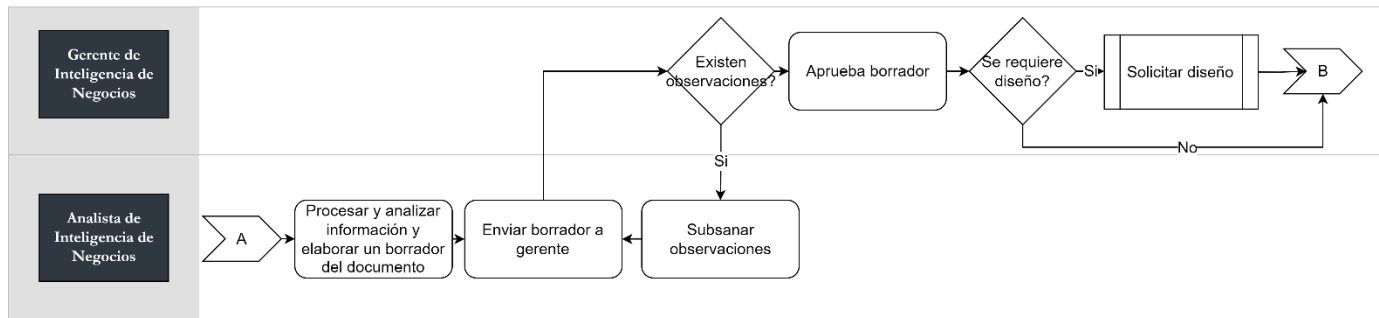 Gerente de
Inteligencia de
Negocios
Existen
observaciones?
Aprueba borrador
Se requiere
diseño?
Si
Solicitar diseño
B
No
Si
Analista de
Inteligencia de
Negocios
A
Procesar y analizar
información y
elaborar un borrador
del documento
Enviar borrador a
gerente
Subsanar
observaciones